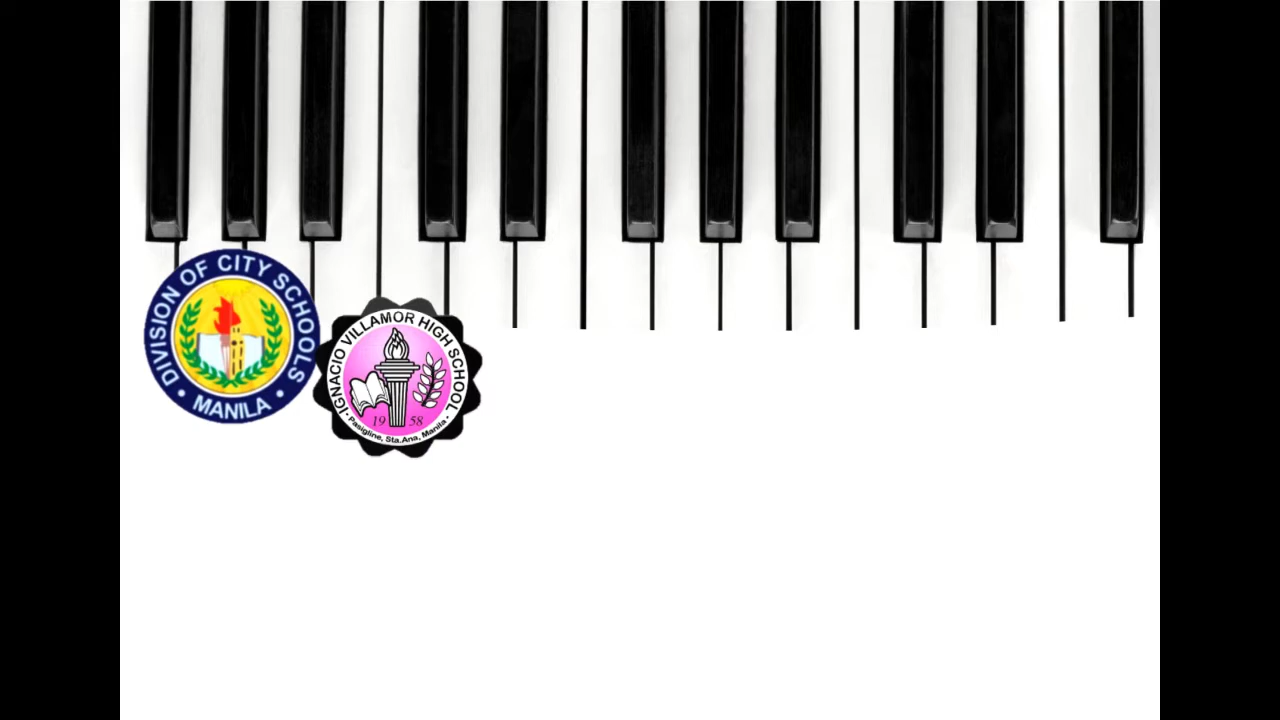 DIVISION OF CITY SCHOOLS
MANILA
IGNACIO VILLAMOR HIGH SCHOOL
19 58
Pasigline, Sta.Ana, Manila